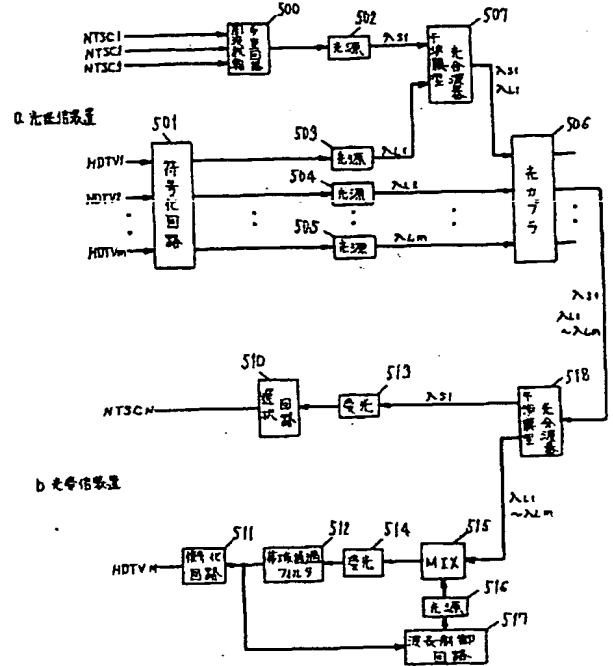 500
502
507
NTSC1
NTSC2
NTSC3
光源
λS1
干渉膜型
光分波器
λS1
λL1
a 光送信装置
501
503
506
HDTV1
光源
λL1
504
符号化回路
HDTV2
光源
λL2
光カプラ
505
HDTVm
光源
λLm
λS1
λL1
~λLm
510
513
518
NTSCN
選択
回路
受光
λS1
干渉膜型
光分波器
b 光受信装置
λL1
~λLm
511
512
514
515
HDTVN
復号化
回路
帯域通過
フィルタ
受光
MIX
516
光源
517
波長制御
回路